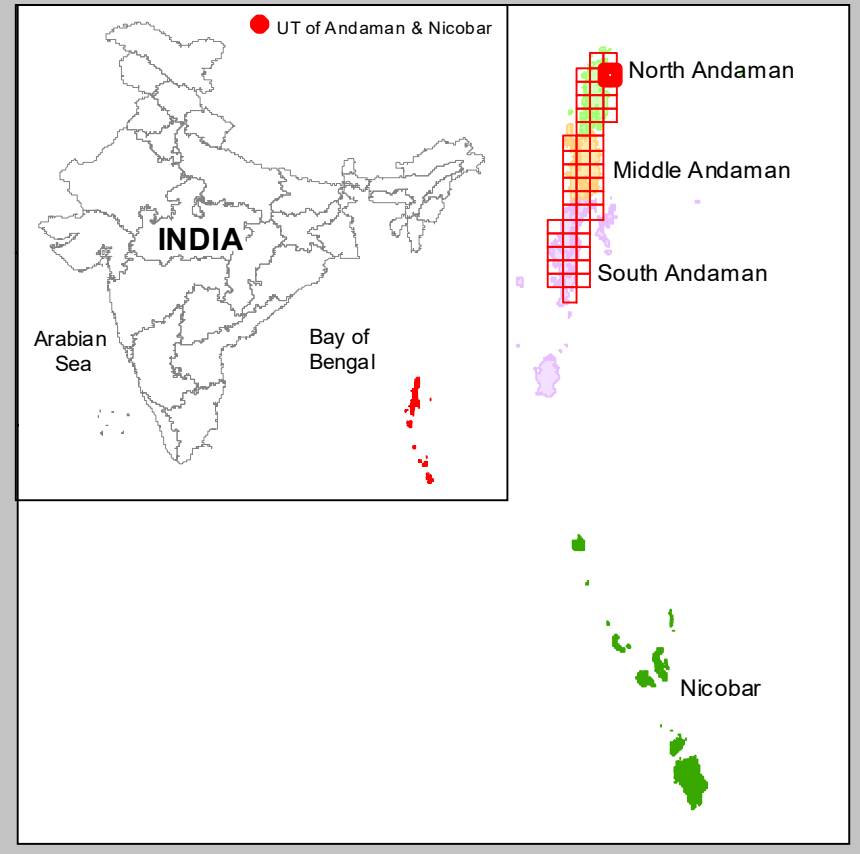 UT of Andaman & Nicobar
North Andaman
Middle Andaman
INDIA
South Andaman
Arabian
Sea
Bay of
Bengal
Nicobar